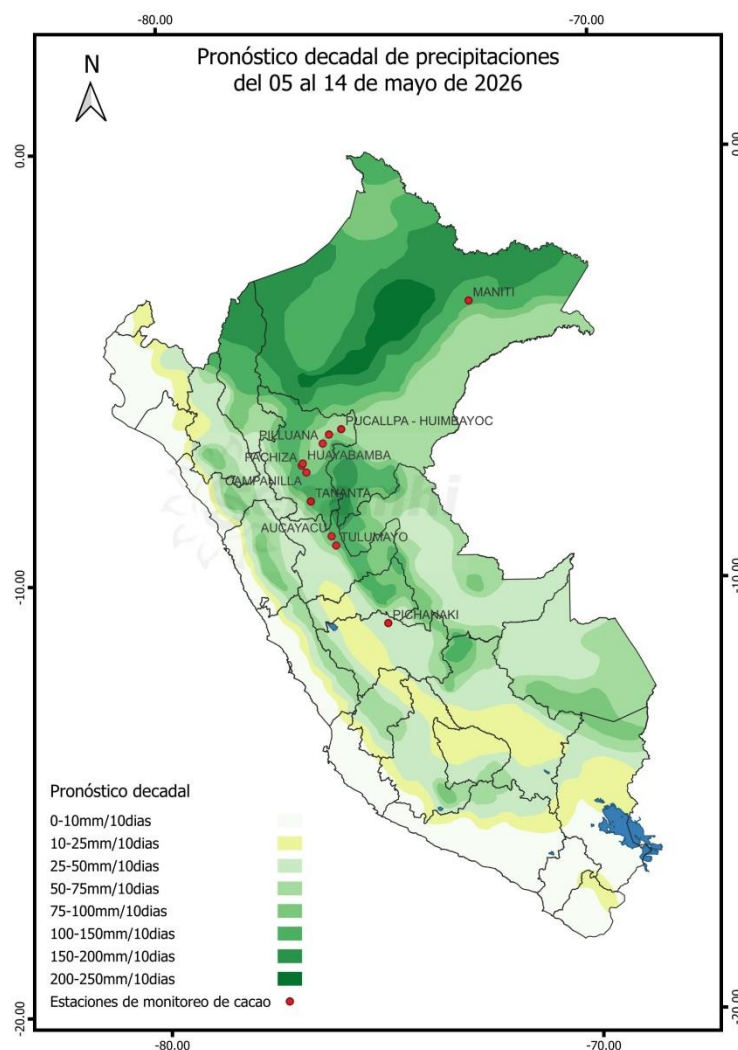 -80.00
-70.00
N
Pronóstico decadal de precipitaciones
del 05 al 14 de mayo de 2026
0.00
0.00
MANITI
PUCALLPA - HUIMBAYOC
PILLUANA
PACHIZA
HUAYABAMBA
CAMPANILLA
TANANTA
AUCAYACU
TULUMAYO
-10.00
-10.00
PICHANAKI
Pronóstico decadal
0-10mm/10dias
10-25mm/10dias
25-50mm/10dias
50-75mm/10dias
75-100mm/10dias
100-150mm/10dias
150-200mm/10dias
200-250mm/10dias
Estaciones de monitoreo de cacao
-20.00
-20.00
-80.00
-70.00